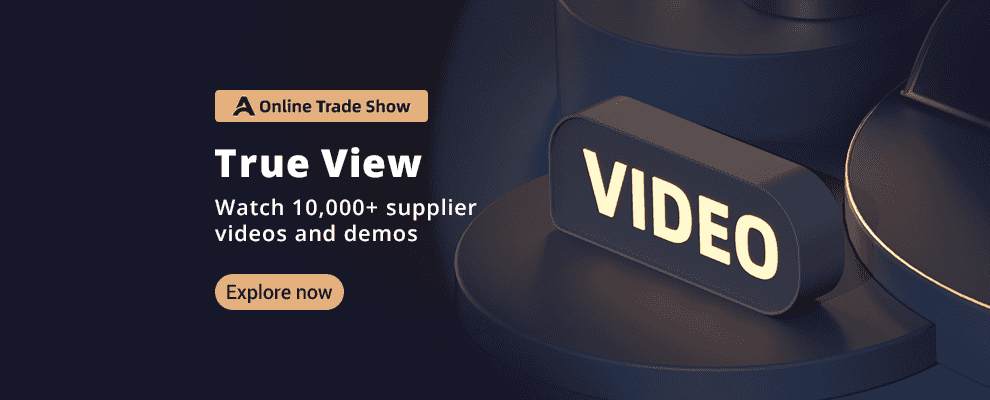 Online Trade Show
True View
Watch 10,000+ supplier
videos and demos
Explore now
VIDEO